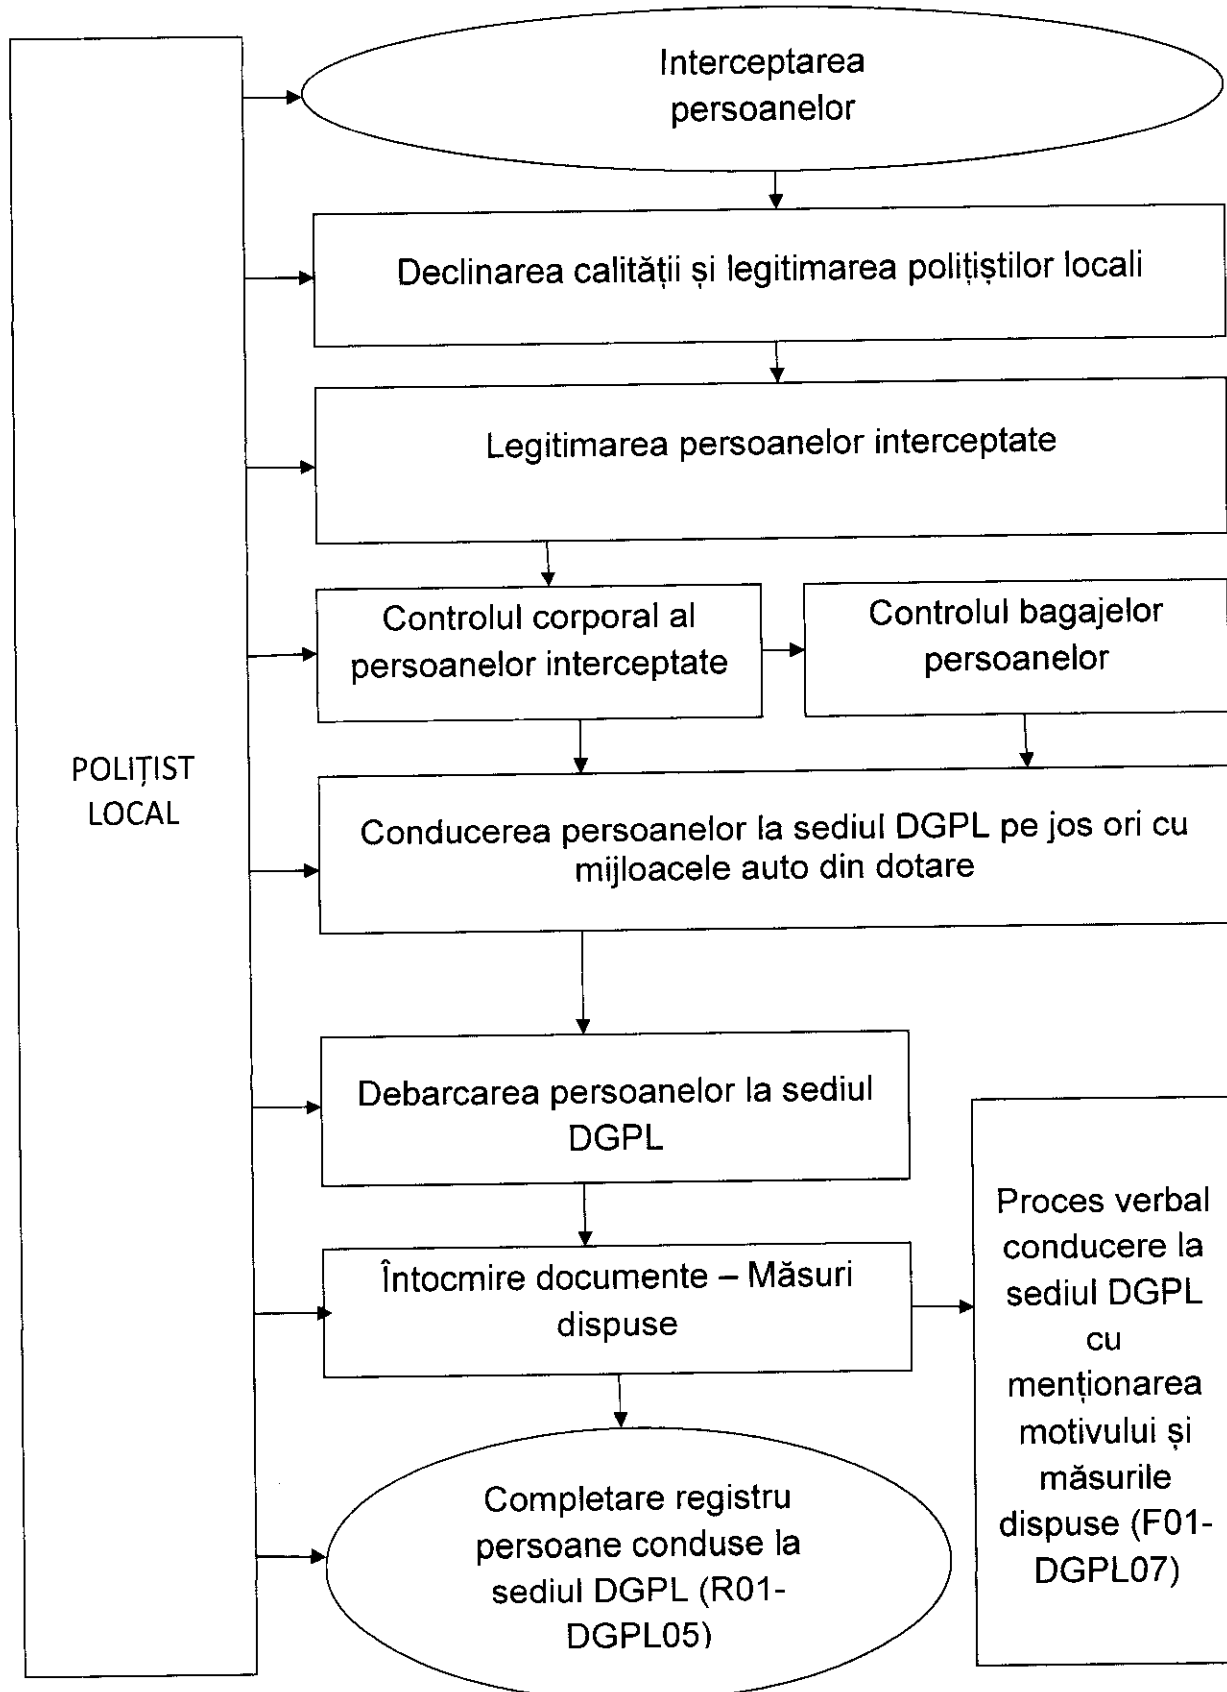 Interceptarea
persoanelor
Declinarea calității și legitimarea polițiștilor locali
Legitimarea persoanelor interceptate
Controlul corporal al
persoanelor interceptate
Controlul bagajelor
persoanelor
POLIȚIST
LOCAL
Conducerea persoanelor la sediul DGPL pe jos ori cu
mijloacele auto din dotare
Debarcarea persoanelor la sediul
DGPL
Întocmire documente – Măsuri
dispuse
Proces verbal
conducere la
sediul DGPL
cu
menționarea
motivului și
măsurile
dispuse (F01-
DGPL07)
Completare registru
persoane conduse la
sediul DGPL (R01-
DGPL05)